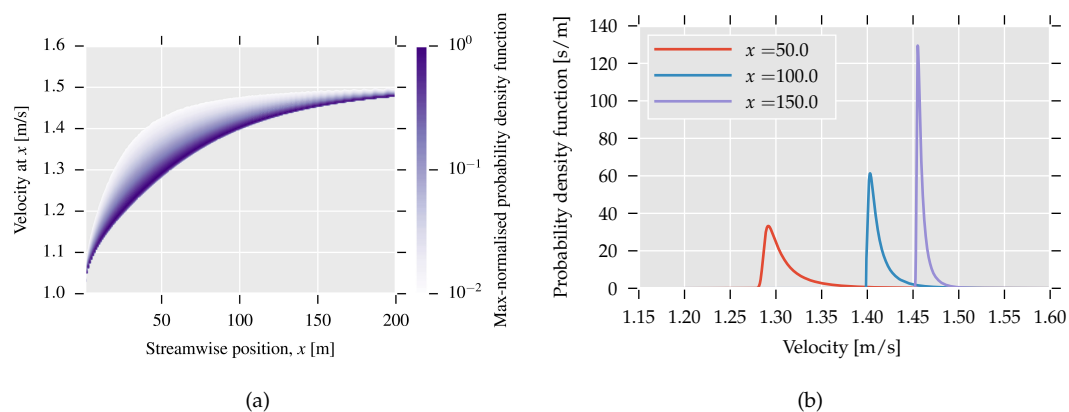 1.6
1.5
1.4
1.3
1.2
1.1
1.0
Velocity at x [m/s]
50
100
150
200
Streamwise position, x [m]
10⁰
10⁻¹
10⁻²
Max-normalised probability density function
(a)
140
120
100
80
60
40
20
0
Probability density function [s/m]
x =50.0
x =100.0
x =150.0
1.15 1.20 1.25 1.30 1.35 1.40 1.45 1.50 1.55 1.60
Velocity [m/s]
(b)